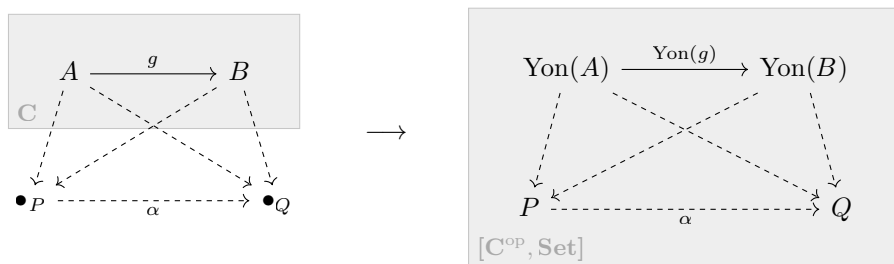 g Yon(g)
A B Yon(A) Yon(B)
C
P Q P Q
α α
[C^op, Set]